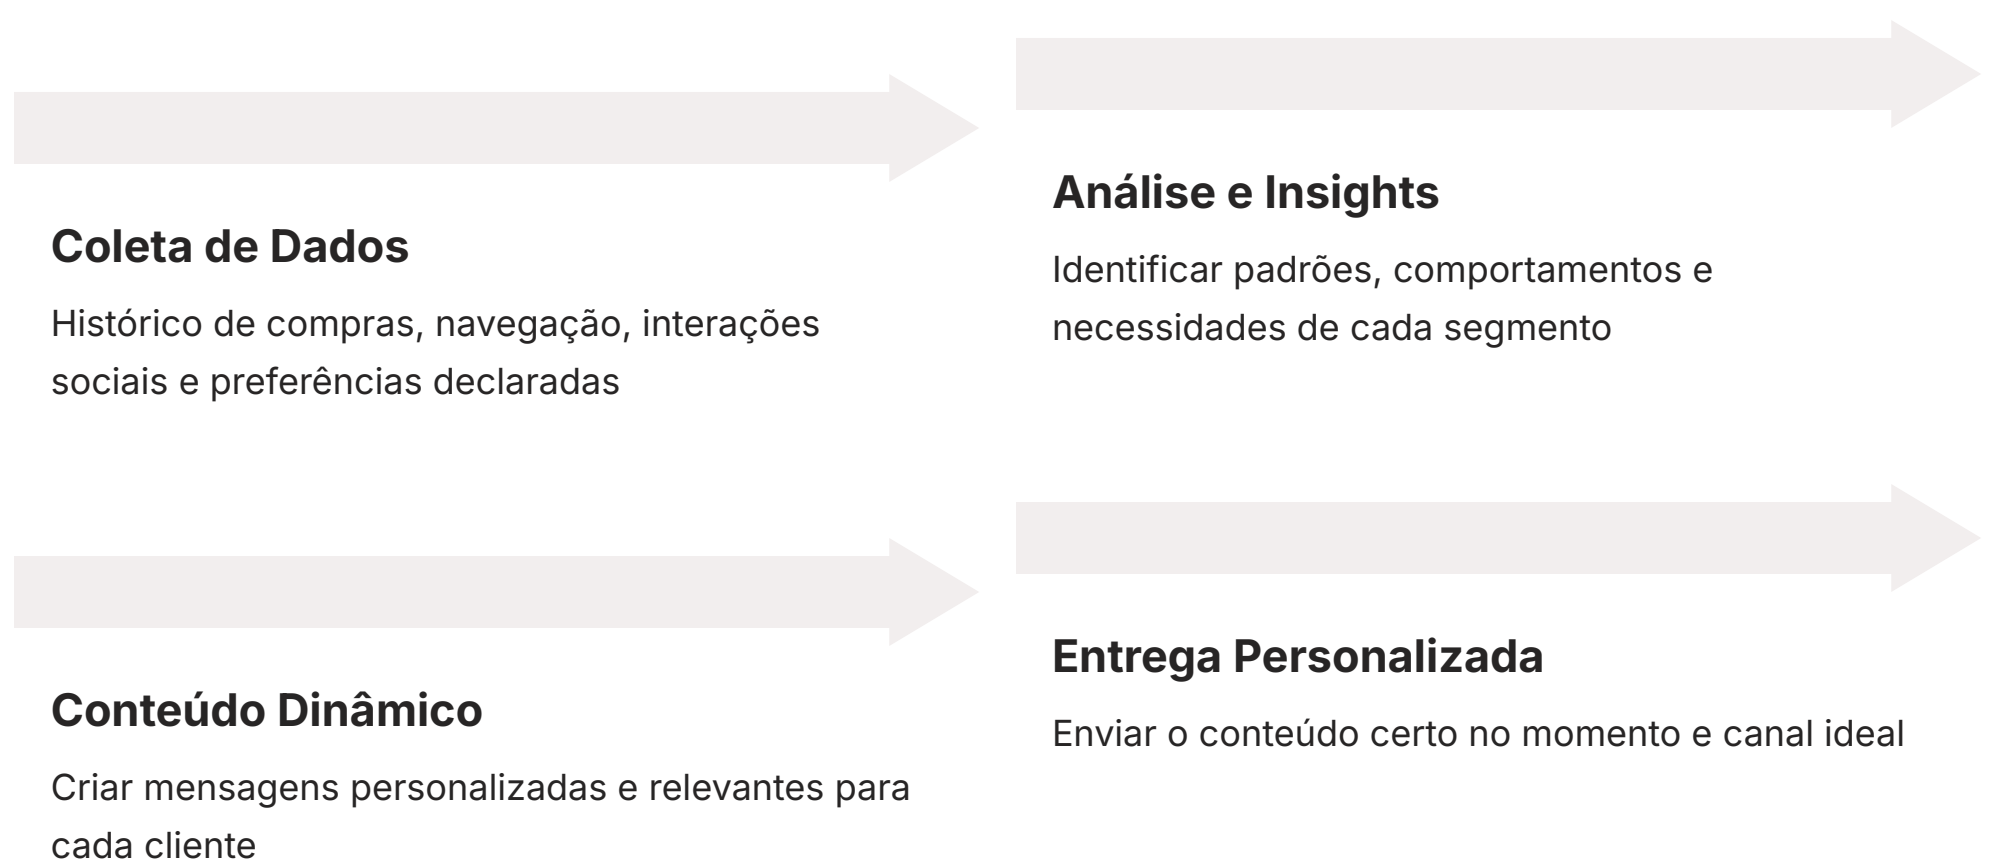 Coleta de Dados
Histórico de compras, navegação, interações
sociais e preferências declaradas
Análise e Insights
Identificar padrões, comportamentos e
necessidades de cada segmento
Conteúdo Dinâmico
Criar mensagens personalizadas e relevantes para
cada cliente
Entrega Personalizada
Enviar o conteúdo certo no momento e canal ideal